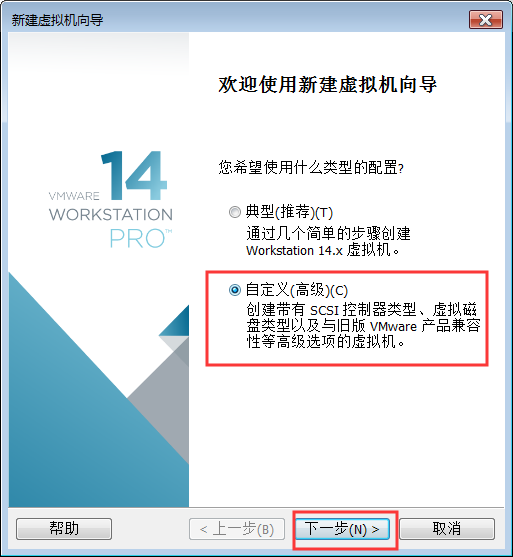 新建虚拟机向导
欢迎使用新建虚拟机向导
14
VMWARE
WORKSTATION
PRO™
您希望使用什么类型的配置?
典型(推荐)(T)
通过几个简单的步骤创建
Workstation 14.x 虚拟机。
自定义(高级)(C)
创建带有 SCSI 控制器类型、虚拟磁
盘类型以及与旧版 VMware 产品兼容
性等高级选项的虚拟机。
帮助
< 上一步(B)
下一步(N) >
取消